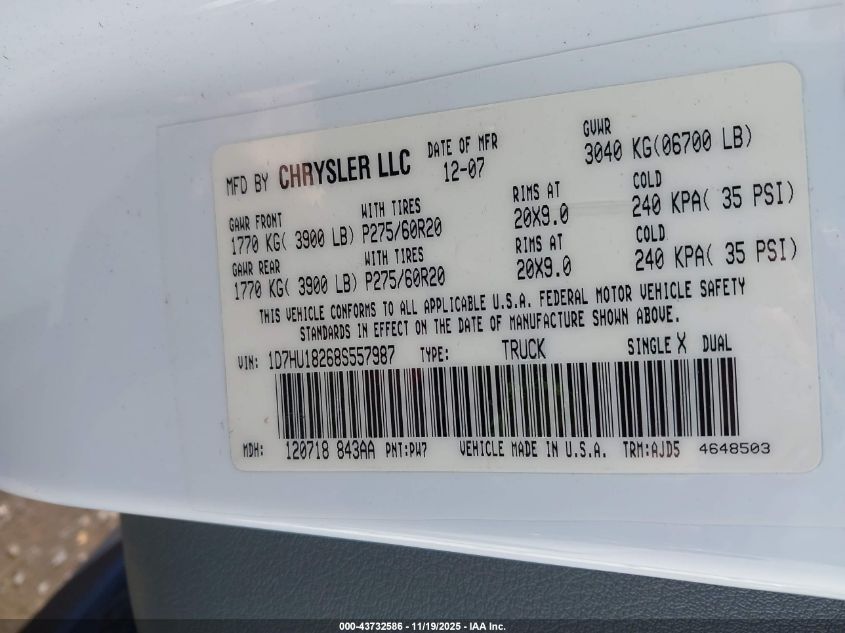 MFD BY CHRYSLER LLC DATE OF MFR 12-07 GVWR 3040 KG(06700 LB)
GAWR FRONT WITH TIRES RIMS AT COLD
1770 KG( 3900 LB) P275/60R20 20X9.0 240 KPA( 35 PSI)
GAWR REAR WITH TIRES RIMS AT COLD
1770 KG( 3900 LB) P275/60R20 20X9.0 240 KPA( 35 PSI)
THIS VEHICLE CONFORMS TO ALL APPLICABLE U.S.A. FEDERAL MOTOR VEHICLE SAFETY
STANDARDS IN EFFECT ON THE DATE OF MANUFACTURE SHOWN ABOVE.
VIN: 1D7HU18268S557987 TYPE: TRUCK SINGLE X DUAL
MDH: 120718 843AA PNT:PW7 VEHICLE MADE IN U.S.A. TRM:AJD5 4648503
000-43732586 - 11/19/2025 - IAA Inc.